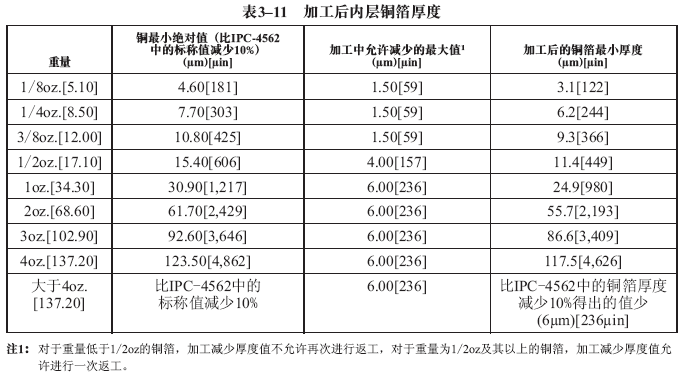 表3–11 加工后内层铜箔厚度
重量
铜最小绝对值（比IPC-4562
中的标称值减少10%）
(μm)[μin]
加工中允许减少的最大值¹
(μm)[μin]
加工后的铜箔最小厚度
(μm)[μin]
1/8oz.[5.10] 4.60[181] 1.50[59] 3.1[122]
1/4oz.[8.50] 7.70[303] 1.50[59] 6.2[244]
3/8oz.[12.00] 10.80[425] 1.50[59] 9.3[366]
1/2oz.[17.10] 15.40[606] 4.00[157] 11.4[449]
1oz.[34.30] 30.90[1,217] 6.00[236] 24.9[980]
2oz.[68.60] 61.70[2,429] 6.00[236] 55.7[2,193]
3oz.[102.90] 92.60[3,646] 6.00[236] 86.6[3,409]
4oz.[137.20] 123.50[4,862] 6.00[236] 117.5[4,626]
大于4oz.
[137.20]
比IPC-4562中的
标称值减少10%
6.00[236]
比IPC-4562中的铜箔厚度
减少10%得出的值少
(6μm)[236μin]
注1： 对于重量低于1/2oz的铜箔，加工减少厚度值不允许再次进行返工，对于重量为1/2oz及其以上的铜箔，加工减少厚度值允
许进行一次返工。